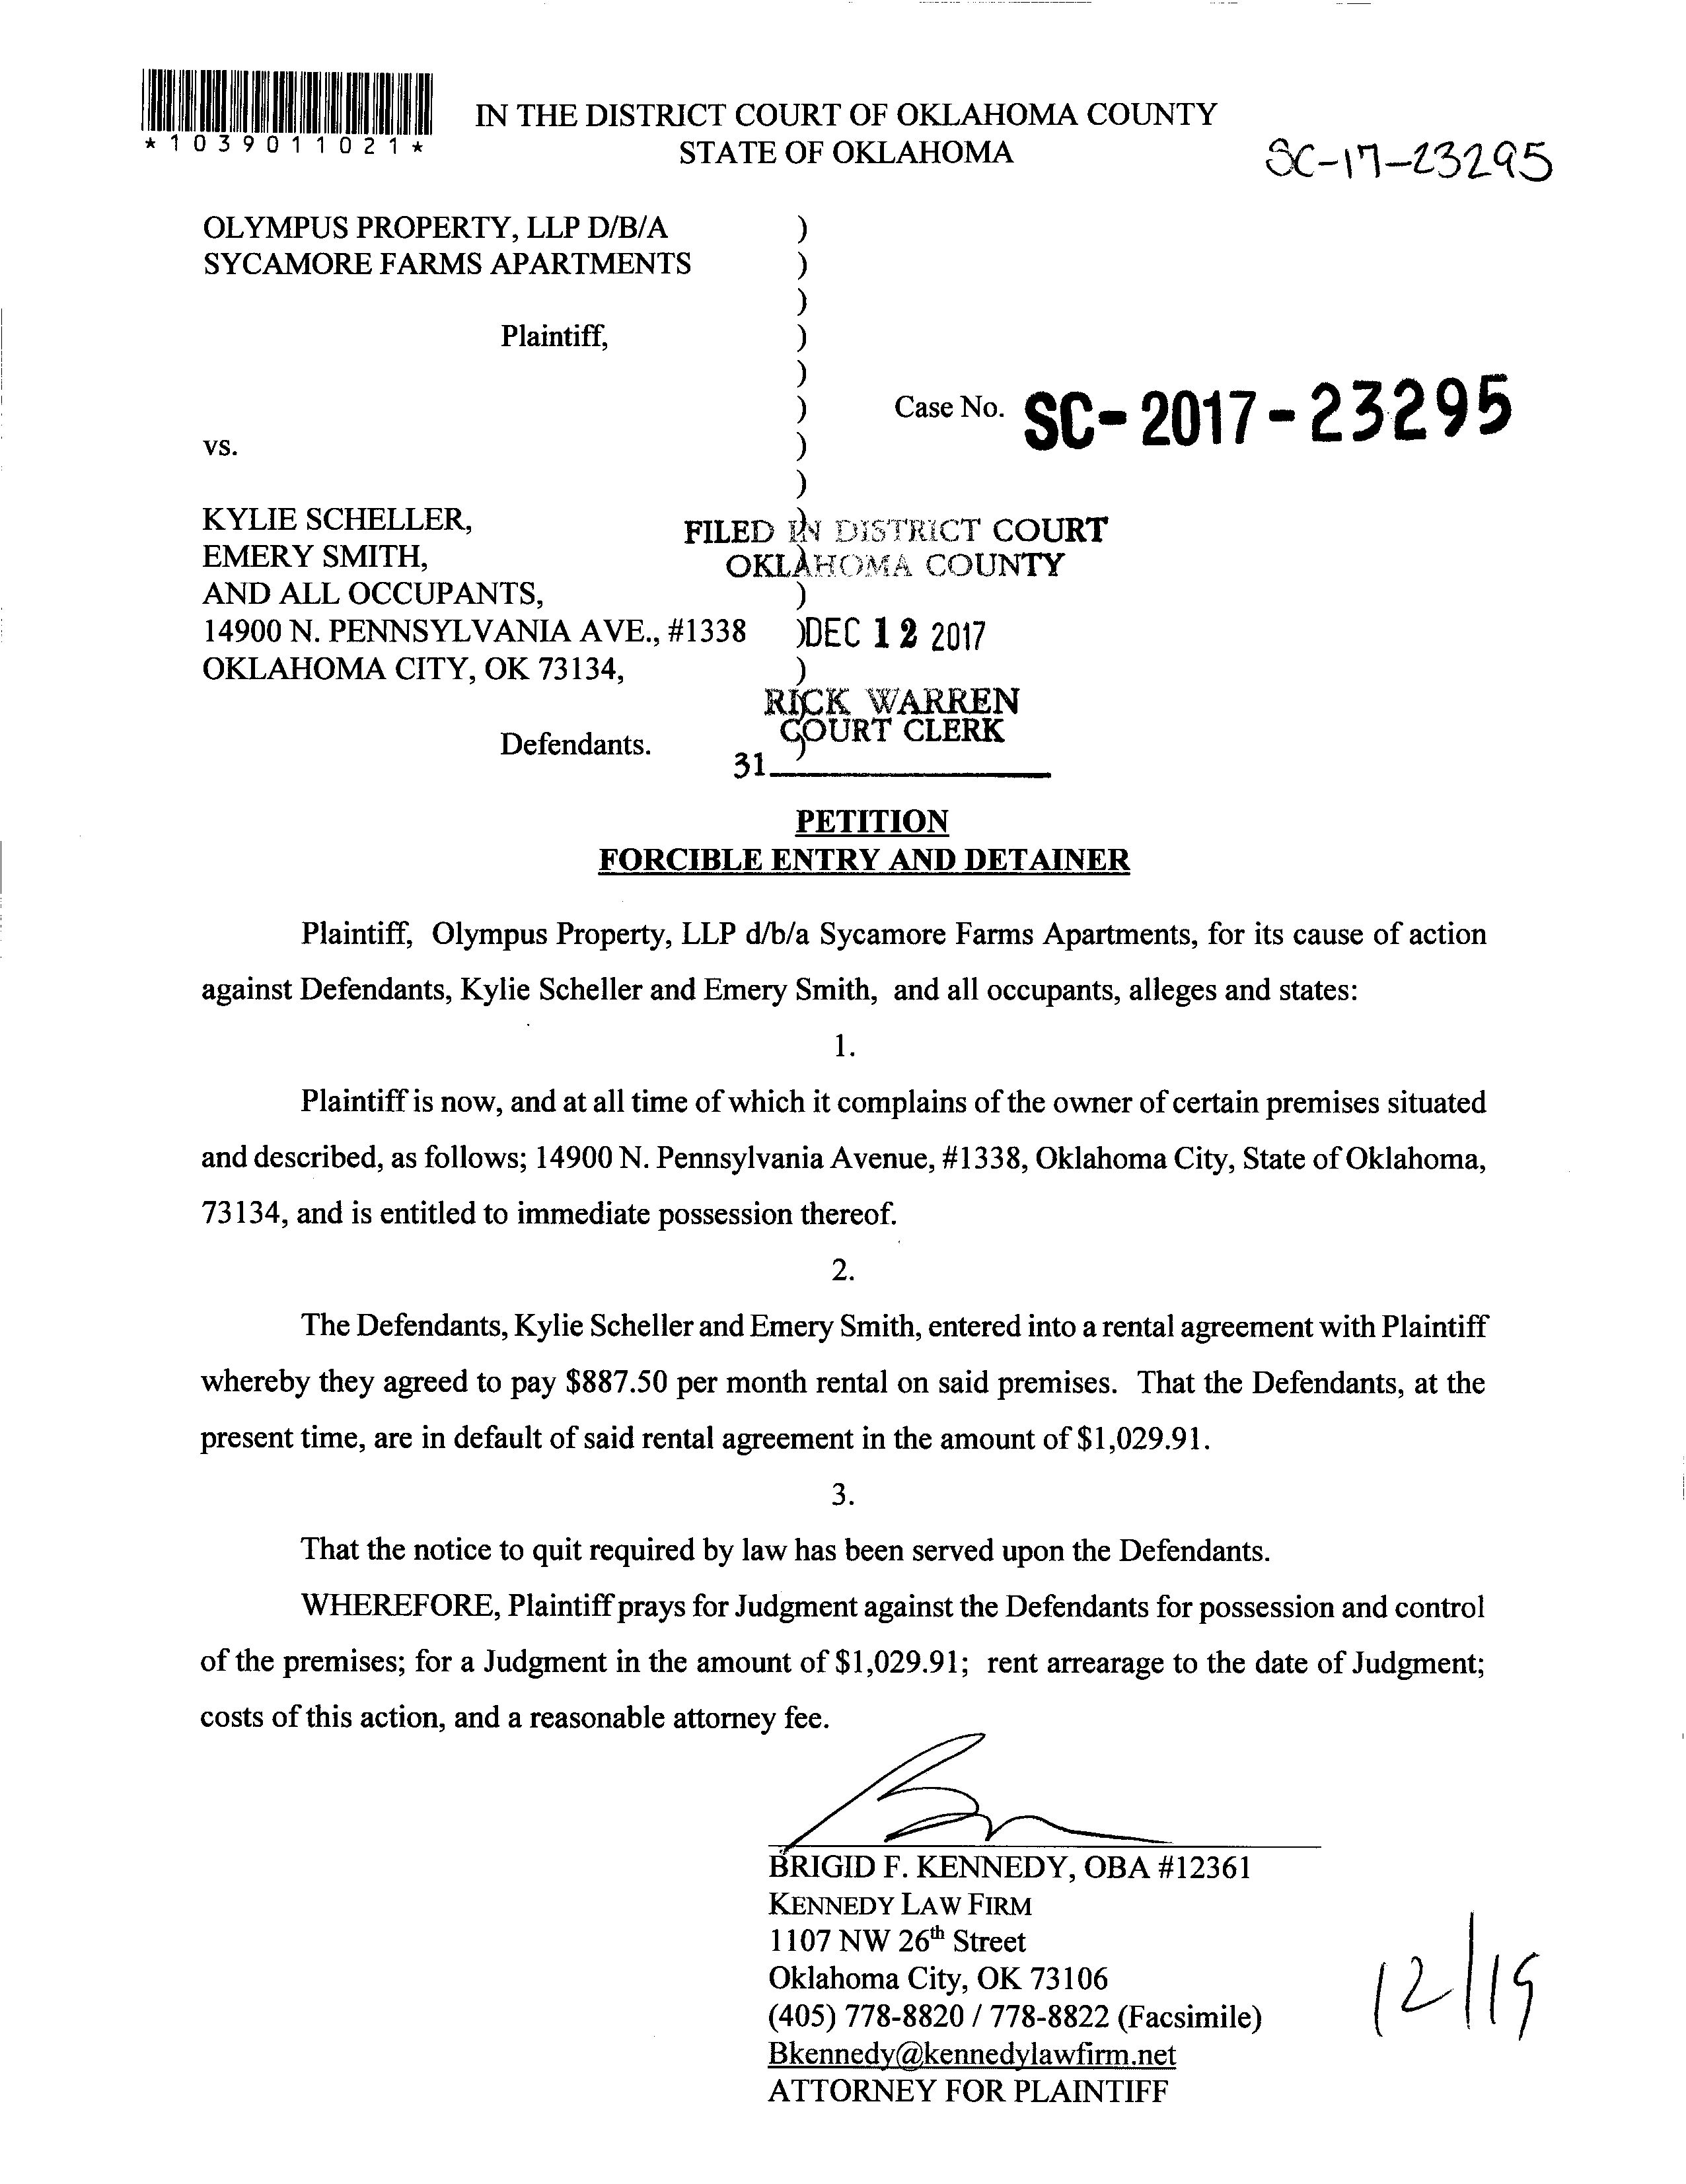 *1039011021*
IN THE DISTRICT COURT OF OKLAHOMA COUNTY
STATE OF OKLAHOMA
SC-17-23295
OLYMPUS PROPERTY, LLP D/B/A )
SYCAMORE FARMS APARTMENTS )
)
Plaintiff, )
)
Case No. SC-2017-23295
)
vs. )
)
KYLIE SCHELLER, )
FILED IN DISTRICT COURT
EMERY SMITH, )
OKLAHOMA COUNTY
AND ALL OCCUPANTS, )
14900 N. PENNSYLVANIA AVE., #1338 )
DEC 12 2017
OKLAHOMA CITY, OK 73134, )
RICK WARREN
COURT CLERK
Defendants. )
31
PETITION
FORCIBLE ENTRY AND DETAINER
Plaintiff, Olympus Property, LLP d/b/a Sycamore Farms Apartments, for its cause of action
against Defendants, Kylie Scheller and Emery Smith, and all occupants, alleges and states:
1.
Plaintiff is now, and at all time of which it complains of the owner of certain premises situated
and described, as follows; 14900 N. Pennsylvania Avenue, #1338, Oklahoma City, State of Oklahoma,
73134, and is entitled to immediate possession thereof.
2.
The Defendants, Kylie Scheller and Emery Smith, entered into a rental agreement with Plaintiff
whereby they agreed to pay $887.50 per month rental on said premises. That the Defendants, at the
present time, are in default of said rental agreement in the amount of $1,029.91.
3.
That the notice to quit required by law has been served upon the Defendants.
WHEREFORE, Plaintiff prays for Judgment against the Defendants for possession and control
of the premises; for a Judgment in the amount of $1,029.91; rent arrearage to the date of Judgment;
costs of this action, and a reasonable attorney fee.
BRIGID F. KENNEDY, OBA #12361
KENNEDY LAW FIRM
1107 NW 26th Street
Oklahoma City, OK 73106
(405) 778-8820 / 778-8822 (Facsimile)
Bkennedy@kennedylawfirm.net
ATTORNEY FOR PLAINTIFF
12/19